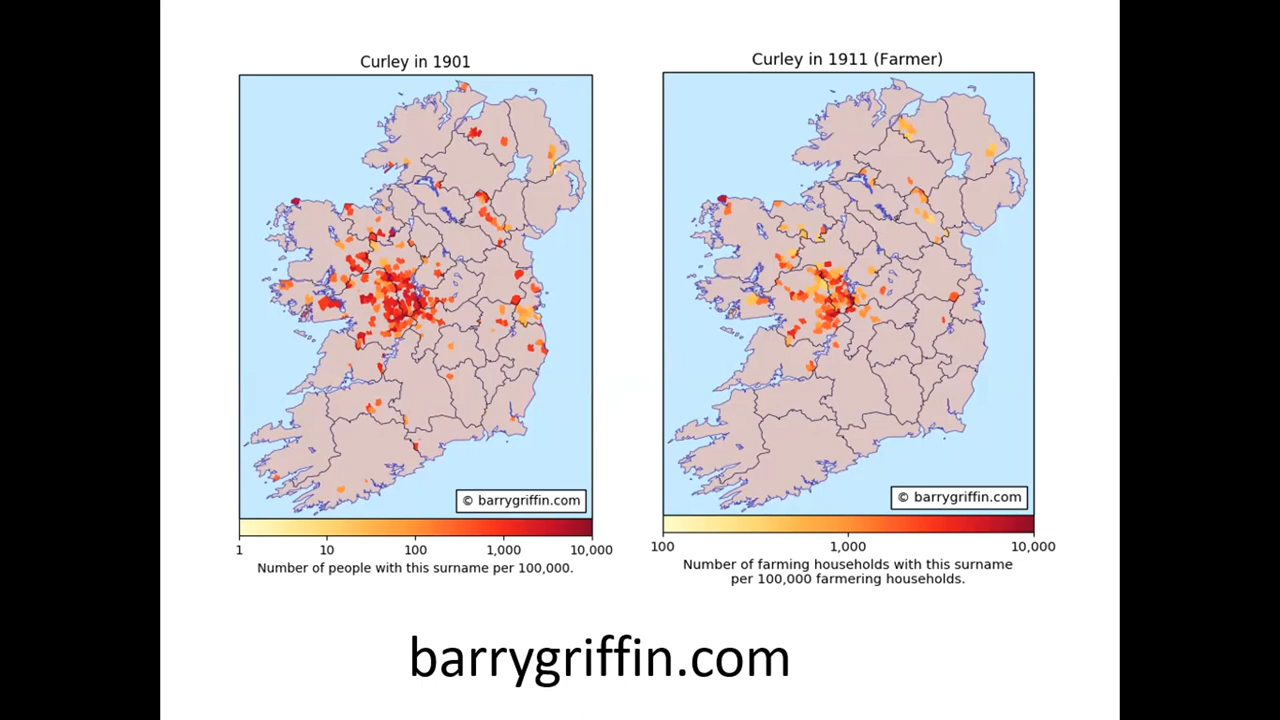 Curley in 1901
© barrygriffin.com
1 10 100 1,000 10,000
Number of people with this surname per 100,000.
Curley in 1911 (Farmer)
© barrygriffin.com
100 1,000 10,000
Number of farming households with this surname
per 100,000 farmering households.
barrygriffin.com